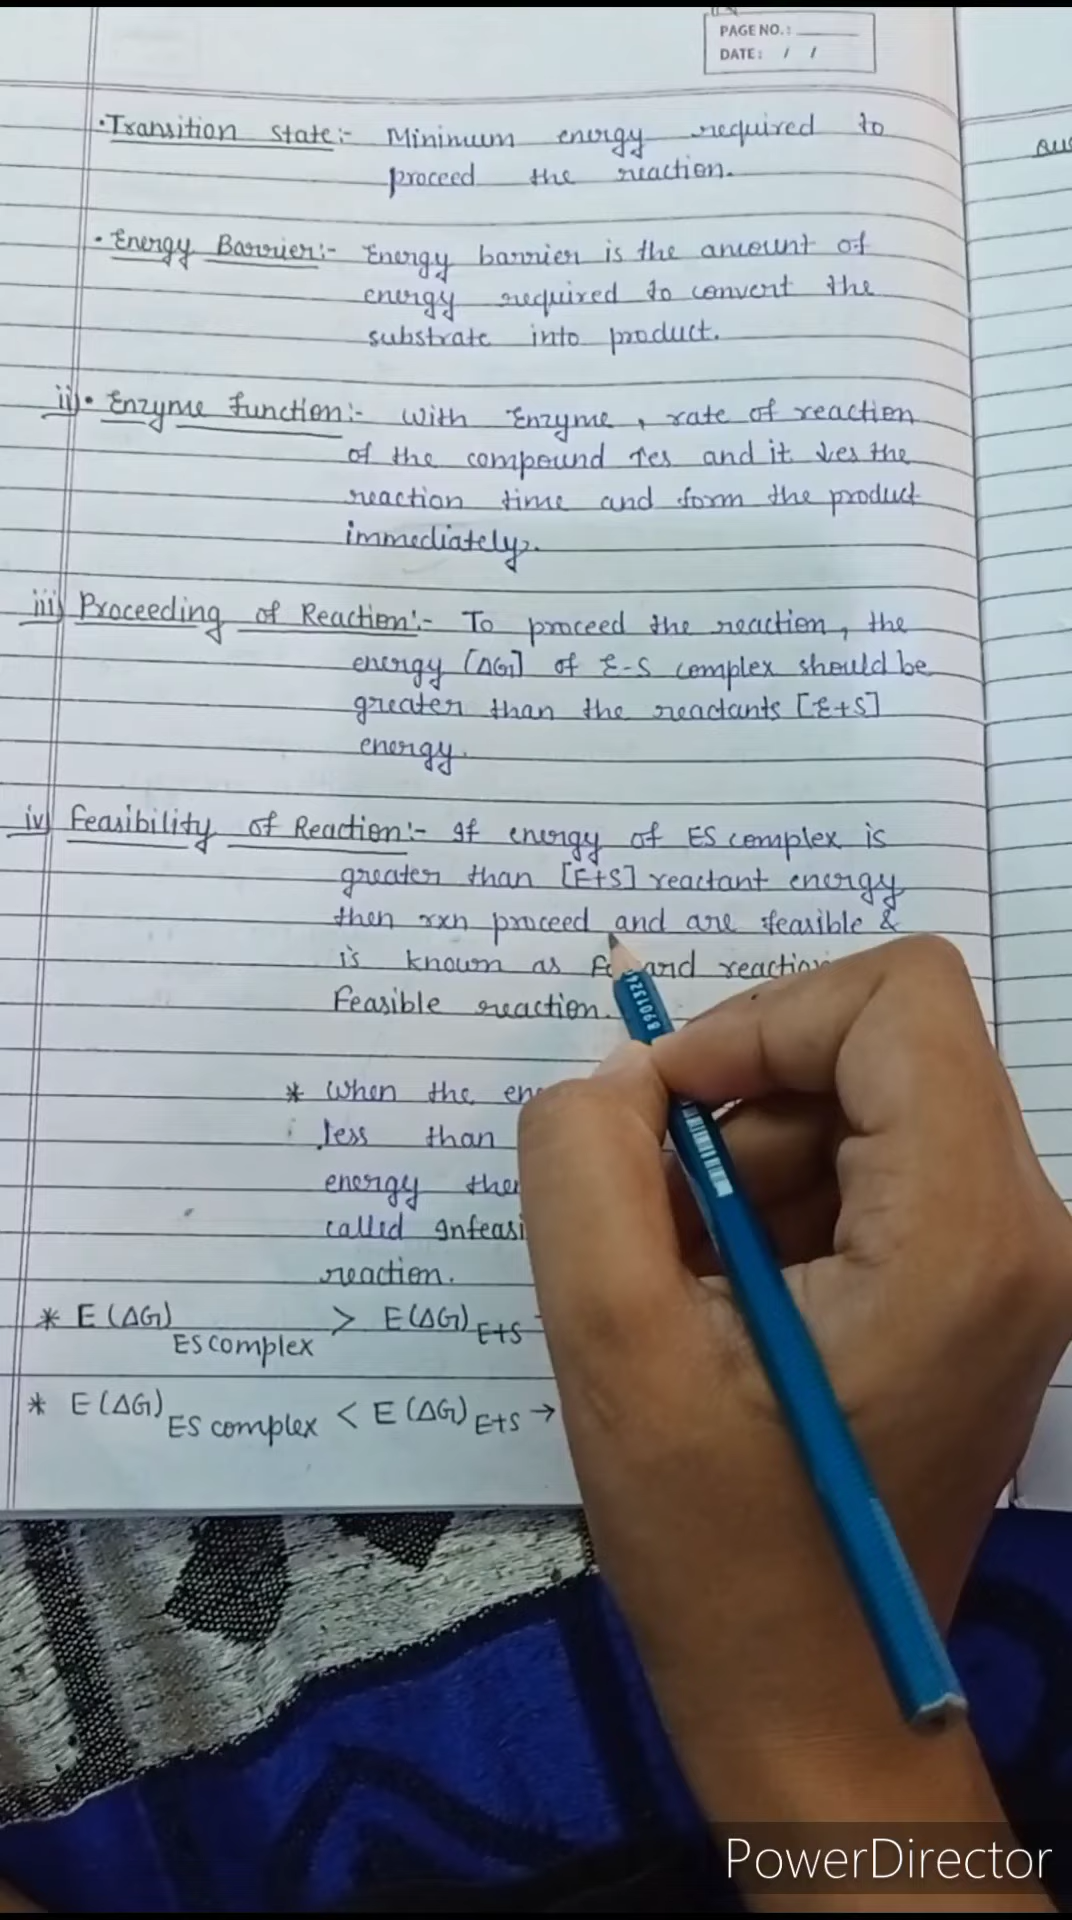 PAGE NO.:
DATE: / /
• Transition State:- Minimum energy required to
proceed the reaction.
• Energy Barrier:- Energy barrier is the amount of
energy required to convert the
substrate into product.
ii) • Enzyme Function:- With Enzyme, rate of reaction
of the compound ↑es and it ↓es the
reaction time and form the product
immediately.
iii) Proceeding of Reaction:- To proceed the reaction, the
energy [ΔG] of E-S complex should be
greater than the reactants [E+S]
energy.
iv) Feasibility of Reaction:- If energy of ES complex is
greater than [E+S] reactant energy
then rxn proceed and are feasible &
is known as
Feasible reaction.
* When the
less than
energy
called
reaction.
* E(ΔG) ES complex > E(ΔG) E+S
* E(ΔG) ES complex < E(ΔG) E+S →
8901324
PowerDirector